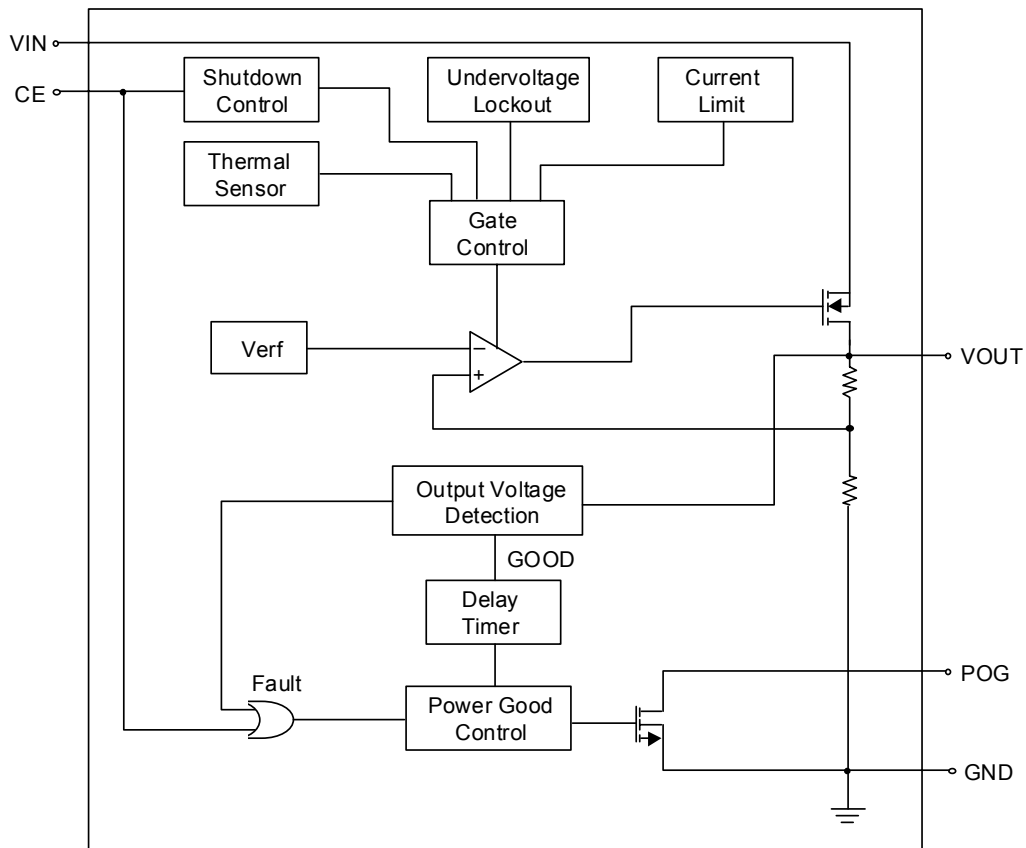 VIN
CE
Shutdown
Control
Undervoltage
Lockout
Current
Limit
Thermal
Sensor
Gate
Control
Verf
−
+
VOUT
Output Voltage
Detection
GOOD
Delay
Timer
Fault
Power Good
Control
POG
GND